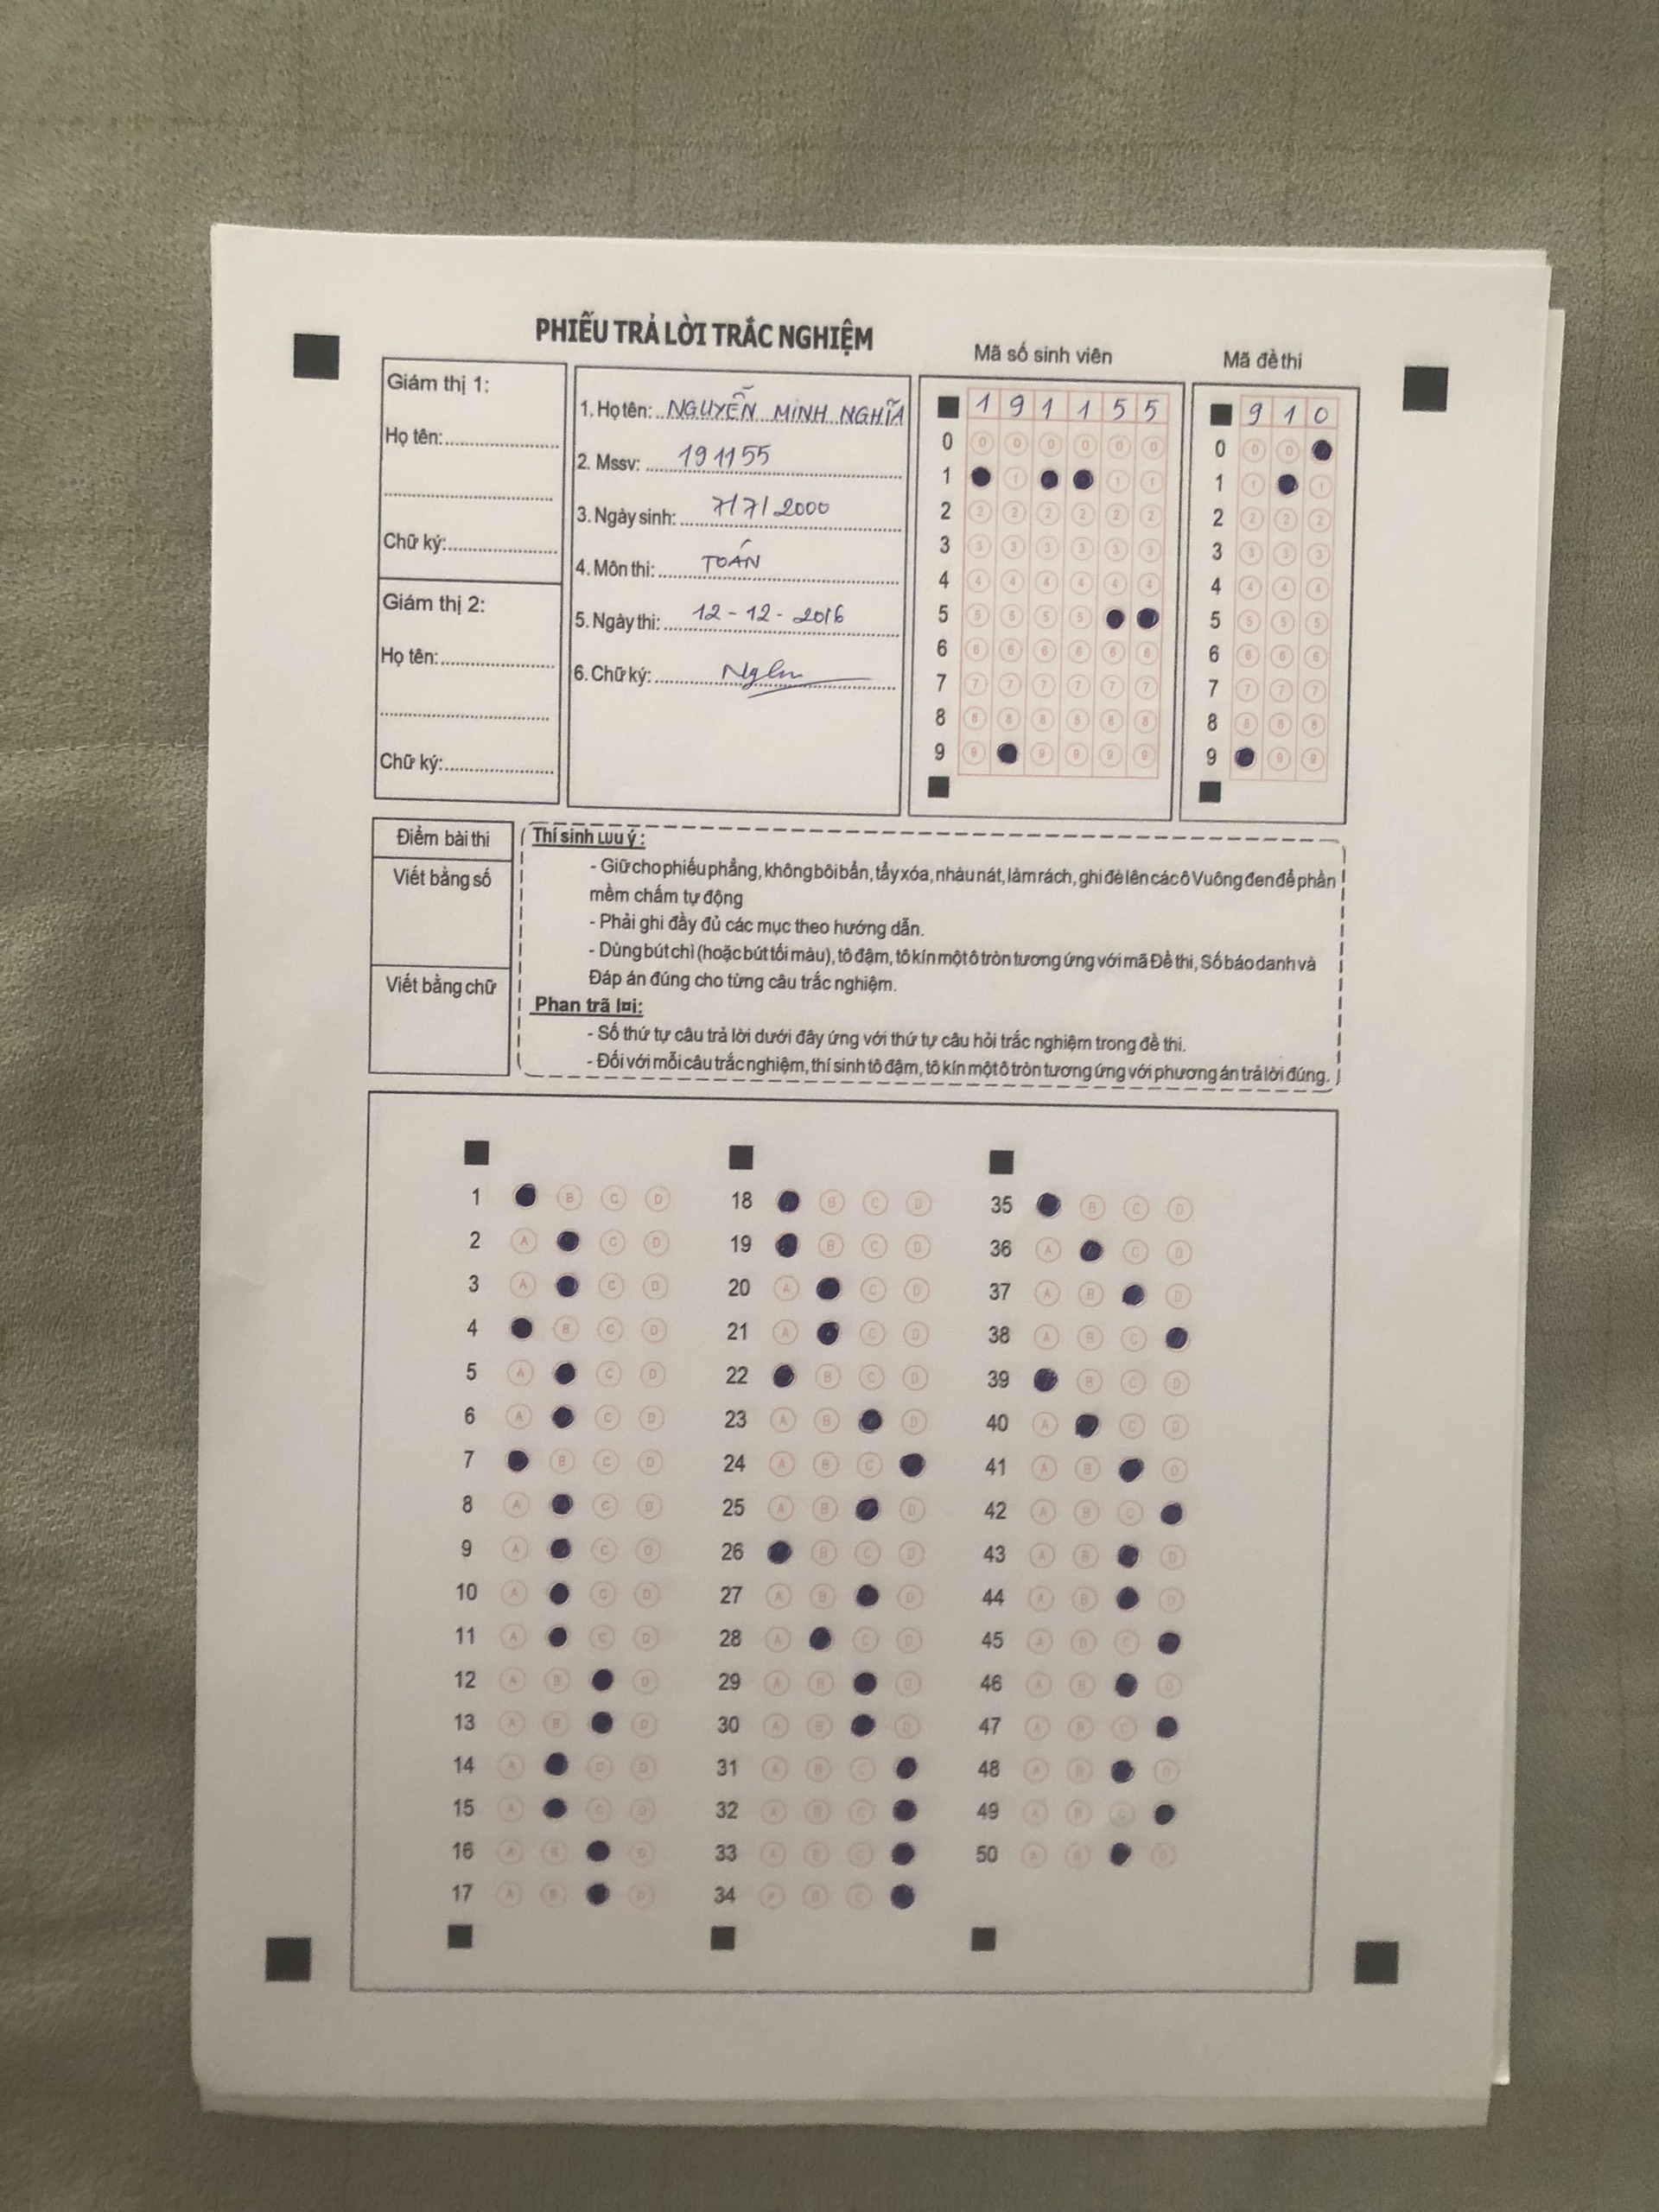 PHIẾU TRẢ LỜI TRẮC NGHIỆM
Giám thị 1:
Họ tên:
Chữ ký:
Giám thị 2:
Họ tên:
Chữ ký:
1. Họ tên: NGUYỄN MINH NGHĨA
2. Mssv: 191155
3. Ngày sinh: 7/7/2000
4. Môn thi: TOÁN
5. Ngày thi: 12-12-2016
6. Chữ ký:
Mã số sinh viên
1 9 1 1 5 5
0 0 0 0 0 0 0
1 1 1 1
2 2 2 2 2 2 2
3 3 3 3 3 3 3
4 4 4 4 4 4 4
5 5 5 5 5
6 6 6 6 6 6 6
7 7 7 7 7 7 7
8 8 8 8 8 8 8
9 9 9 9 9 9
Mã đề thi
9 1 0
0 0 0
1 1 1
2 2 2 2
3 3 3 3
4 4 4 4
5 5 5 5
6 6 6 6
7 7 7 7
8 8 8 8
9 9 9
Điểm bài thi
Viết bằng số
Viết bằng chữ
Thí sinh lưu ý:
- Giữ cho phiếu phẳng, không bôi bẩn, tẩy xóa, nhàu nát, làm rách, ghi đè lên các ô Vuông đen để phần
mềm chấm tự động
- Phải ghi đầy đủ các mục theo hướng dẫn.
- Dùng bút chì (hoặc bút tối màu), tô đậm, tô kín một ô tròn tương ứng với mã Đề thi, Số báo danh và
Đáp án đúng cho từng câu trắc nghiệm.
Phan trã lại:
- Số thứ tự câu trả lời dưới đây ứng với thứ tự câu hỏi trắc nghiệm trong đề thi.
- Đối với mỗi câu trắc nghiệm, thí sinh tô đậm, tô kín một ô tròn tương ứng với phương án trả lời đúng.
1 B C D
2 A C D
3 A C D
4 B C D
5 A C D
6 A C D
7 B C D
8 A C D
9 A C D
10 A C D
11 A C D
12 A B D
13 A B D
14 A C D
15 A C D
16 A B D
17 A B D
18 B C D
19 B C D
20 A C D
21 A C D
22 B C D
23 A B D
24 A B C
25 A B D
26 B C D
27 A B D
28 A C D
29 A B D
30 A B D
31 A B C
32 A B C
33 A B C
34 A B C
35 B C D
36 A C D
37 A B D
38 A B C
39 B C D
40 A C D
41 A B D
42 A B C
43 A B D
44 A B D
45 A B C
46 A B D
47 A B C
48 A B D
49 A B C
50 A B D